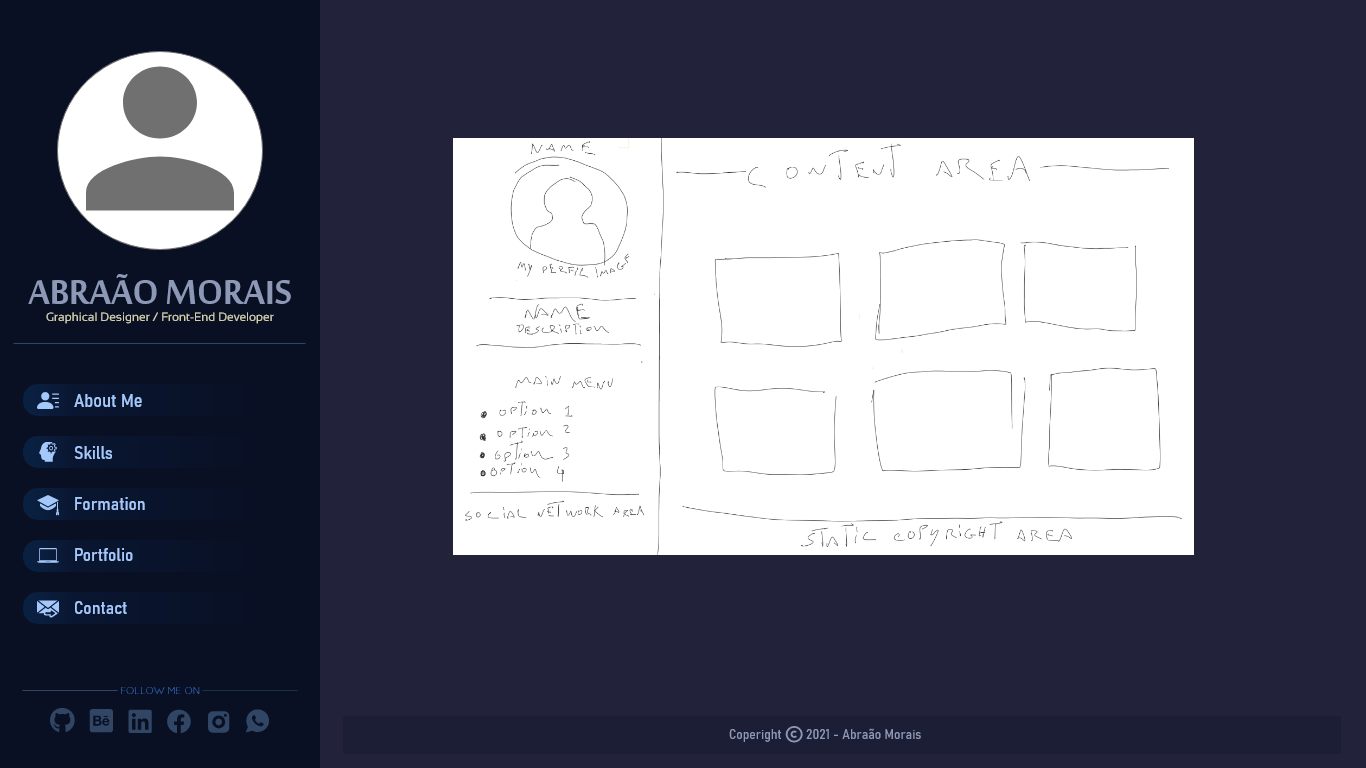 ABRAÃO MORAIS
Graphical Designer / Front-End Developer
About Me
Skills
Formation
Portfolio
Contact
FOLLOW ME ON
Bē
in
NAME
MY PERFIL IMAGE
NAME
DESCRIPTION
MAIN MENU
OPTION 1
OPTION 2
OPTION 3
OPTION 4
SOCIAL NETWORK AREA
CONTENT AREA
STATIC COPYRIGHT AREA
Coperight © 2021 - Abraão Morais